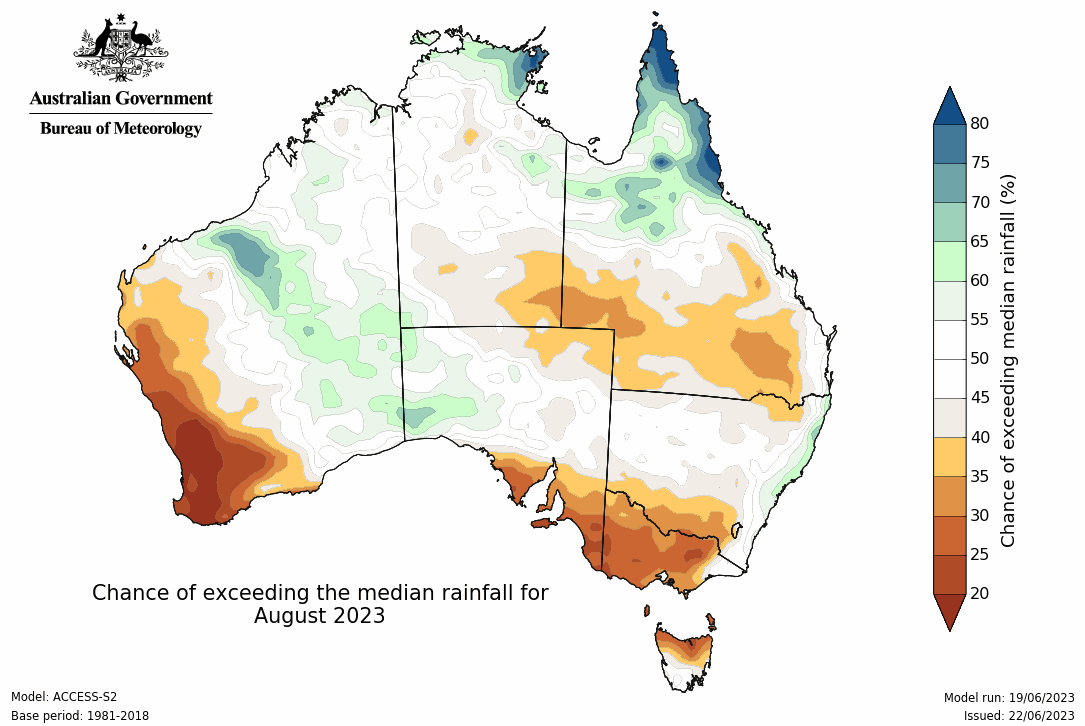 Australian Government
Bureau of Meteorology
80
75
70
65
60
55
50
45
40
35
30
25
20
Chance of exceeding median rainfall (%)
Chance of exceeding the median rainfall for
August 2023
Model: ACCESS-S2
Base period: 1981-2018
Model run: 19/06/2023
Issued: 22/06/2023